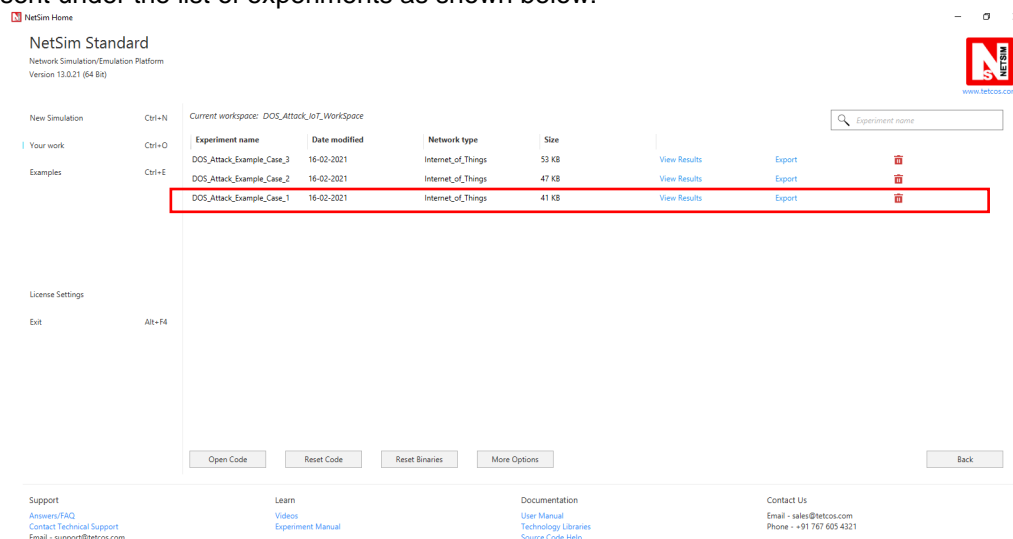 sent under the list of experiments as shown below.
NetSim Home
NetSim Standard
Network Simulation/Emulation Platform
Version 13.0.21 (64 Bit)
NETSIM
www.tetcos.com
New Simulation Ctrl+N
Your work Ctrl+O
Examples Ctrl+E
License Settings
Exit Alt+F4
Current workspace: DOS_Attack_IoT_WorkSpace
Experiment name
Experiment name Date modified Network type Size
DOS_Attack_Example_Case_3 16-02-2021 Internet_of_Things 53 KB View Results Export
DOS_Attack_Example_Case_2 16-02-2021 Internet_of_Things 47 KB View Results Export
DOS_Attack_Example_Case_1 16-02-2021 Internet_of_Things 41 KB View Results Export
Open Code Reset Code Reset Binaries More Options Back
Support
Answers/FAQ
Contact Technical Support
Email - support@tetcos.com
Learn
Videos
Experiment Manual
Documentation
User Manual
Technology Libraries
Source Code Help
Contact Us
Email - sales@tetcos.com
Phone - +91 767 605 4321